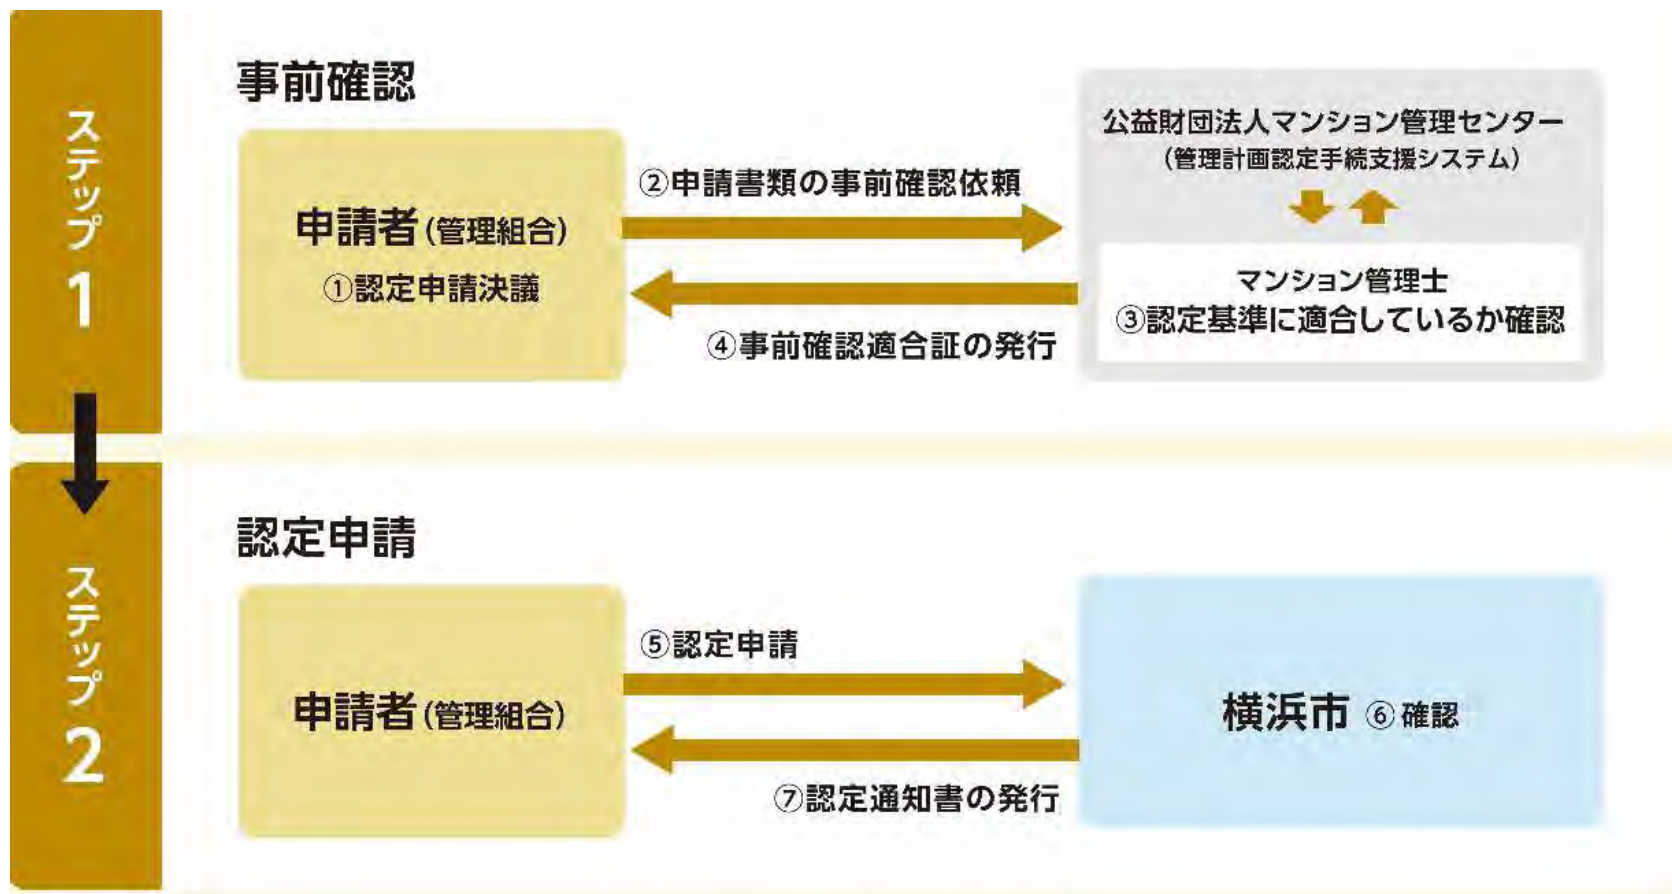 ステップ
1
事前確認
申請者(管理組合)
①認定申請決議
②申請書類の事前確認依頼
④事前確認適合証の発行
公益財団法人マンション管理センター
(管理計画認定手続支援システム)
マンション管理士
③認定基準に適合しているか確認
ステップ
2
認定申請
申請者(管理組合)
⑤認定申請
⑦認定通知書の発行
横浜市 ⑥確認